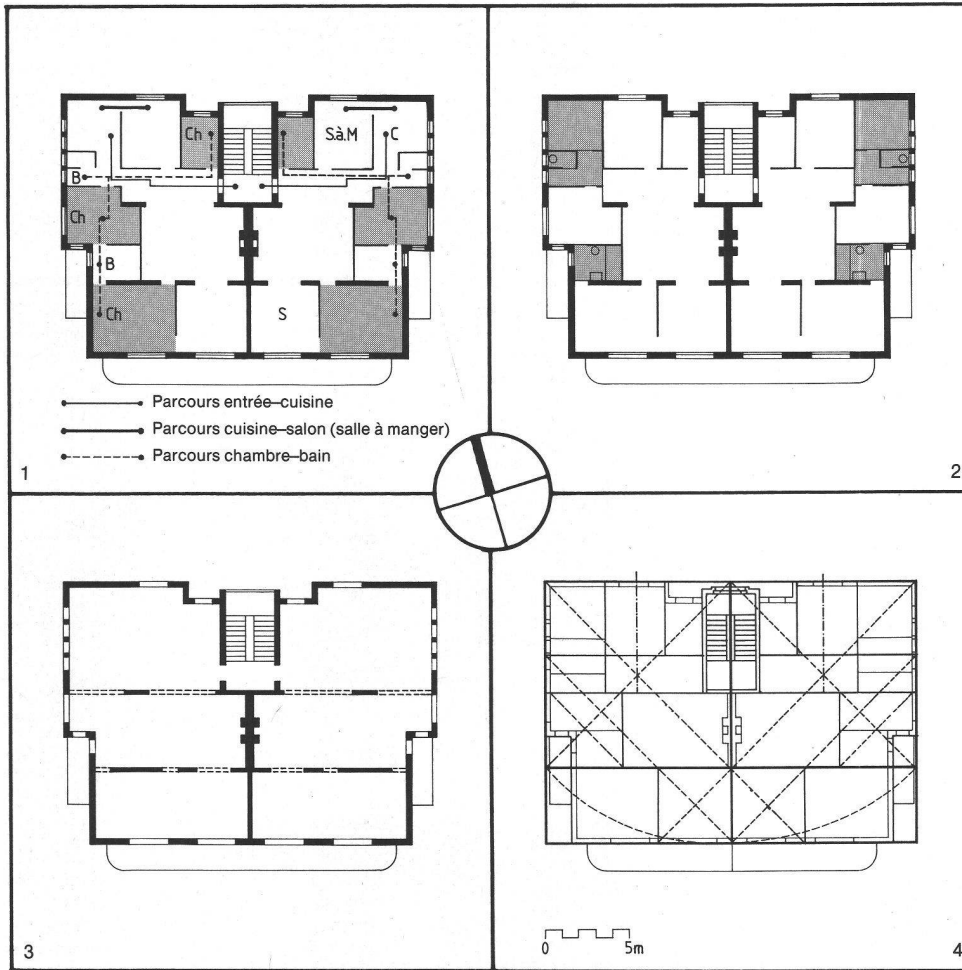 Ch
S.à.M
C
B
Ch
B
Ch
S
Parcours entrée–cuisine
Parcours cuisine–salon (salle à manger)
Parcours chambre–bain
1
2
3
0 5m
4